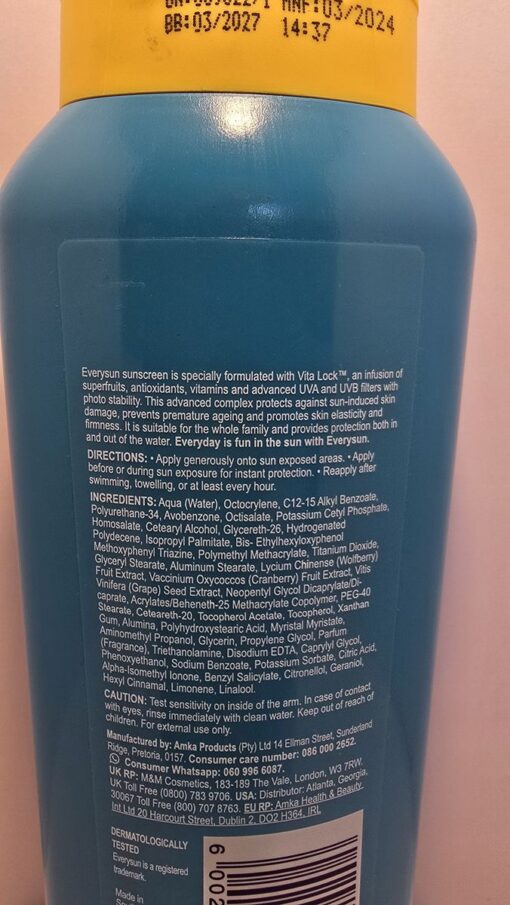 MNF:03/2024
BB:03/2027 14:37
Everysun sunscreen is specially formulated with Vita Lock™, an infusion of
superfruits, antioxidants, vitamins and advanced UVA and UVB filters with
photo stability. This advanced complex protects against sun-induced skin
damage, prevents premature ageing and promotes skin elasticity and
firmness. It is suitable for the whole family and provides protection both in
and out of the water. Everyday is fun in the sun with Everysun.
DIRECTIONS: • Apply generously onto sun exposed areas. • Apply
before or during sun exposure for instant protection. • Reapply after
swimming, towelling, or at least every hour.
INGREDIENTS: Aqua (Water), Octocrylene, C12-15 Alkyl Benzoate,
Polyurethane-34, Avobenzone, Octisalate, Potassium Cetyl Phosphate,
Homosalate, Cetearyl Alcohol, Glycereth-26, Hydrogenated
Polydecene, Isopropyl Palmitate, Bis- Ethylhexyloxyphenol
Methoxyphenyl Triazine, Polymethyl Methacrylate, Titanium Dioxide,
Glyceryl Stearate, Aluminum Stearate, Lycium Chinense (Wolfberry)
Fruit Extract, Vaccinium Oxycoccos (Cranberry) Fruit Extract, Vitis
Vinifera (Grape) Seed Extract, Neopentyl Glycol Dicaprylate/Di-
caprate, Acrylates/Beheneth-25 Methacrylate Copolymer, PEG-40
Stearate, Ceteareth-20, Tocopherol Acetate, Tocopherol, Xanthan
Gum, Alumina, Polyhydroxystearic Acid, Myristal Myristate,
Aminomethyl Propanol, Glycerin, Propylene Glycol, Parfum
(Fragrance), Triethanolamine, Disodium EDTA, Caprylyl Glycol,
Phenoxyethanol, Sodium Benzoate, Potassium Sorbate, Citric Acid,
Alpha-Isomethyl Ionone, Benzyl Salicylate, Citronellol, Geraniol,
Hexyl Cinnamal, Limonene, Linalool.
CAUTION: Test sensitivity on inside of the arm. In case of contact
with eyes, rinse immediately with clean water. Keep out of reach of
children. For external use only.
Manufactured by: Amka Products (Pty) Ltd 14 Ellman Street, Sunderland
Ridge, Pretoria, 0157. Consumer care number: 086 000 2652.
Consumer Whatsapp: 060 996 6087.
UK RP: M&M Cosmetics, 183-189 The Vale, London, W3 7RW.
UK Toll Free (0800) 783 9706. USA: Distributor: Atlanta, Georgia,
30067 Toll Free (800) 707 8763. EU RP: Amka Health & Beauty
Int Ltd 20 Harcourt Street, Dublin 2, DO2 H364, IRL
DERMATOLOGICALLY
TESTED
Everysun is a registered
trademark.
Made in
6 002